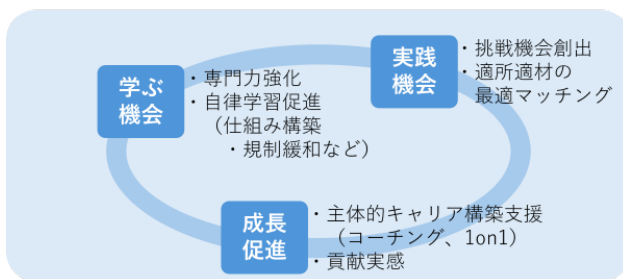 学ぶ
機会
・専門力強化
・自律学習促進
（仕組み構築
・規制緩和など）
実践
機会
・挑戦機会創出
・適所適材の
最適マッチング
成長
促進
・主体的キャリア構築支援
（コーチング、1on1）
・貢献実感